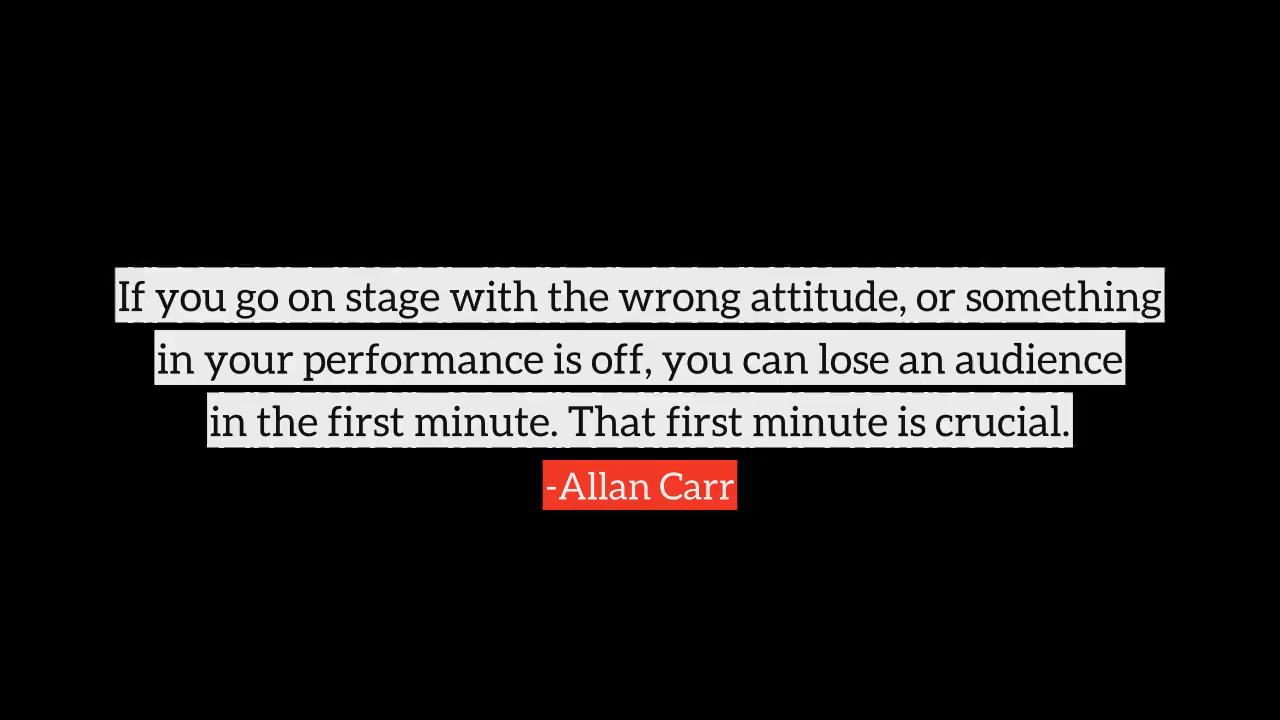 If you go on stage with the wrong attitude, or something
in your performance is off, you can lose an audience
in the first minute. That first minute is crucial.
-Allan Carr